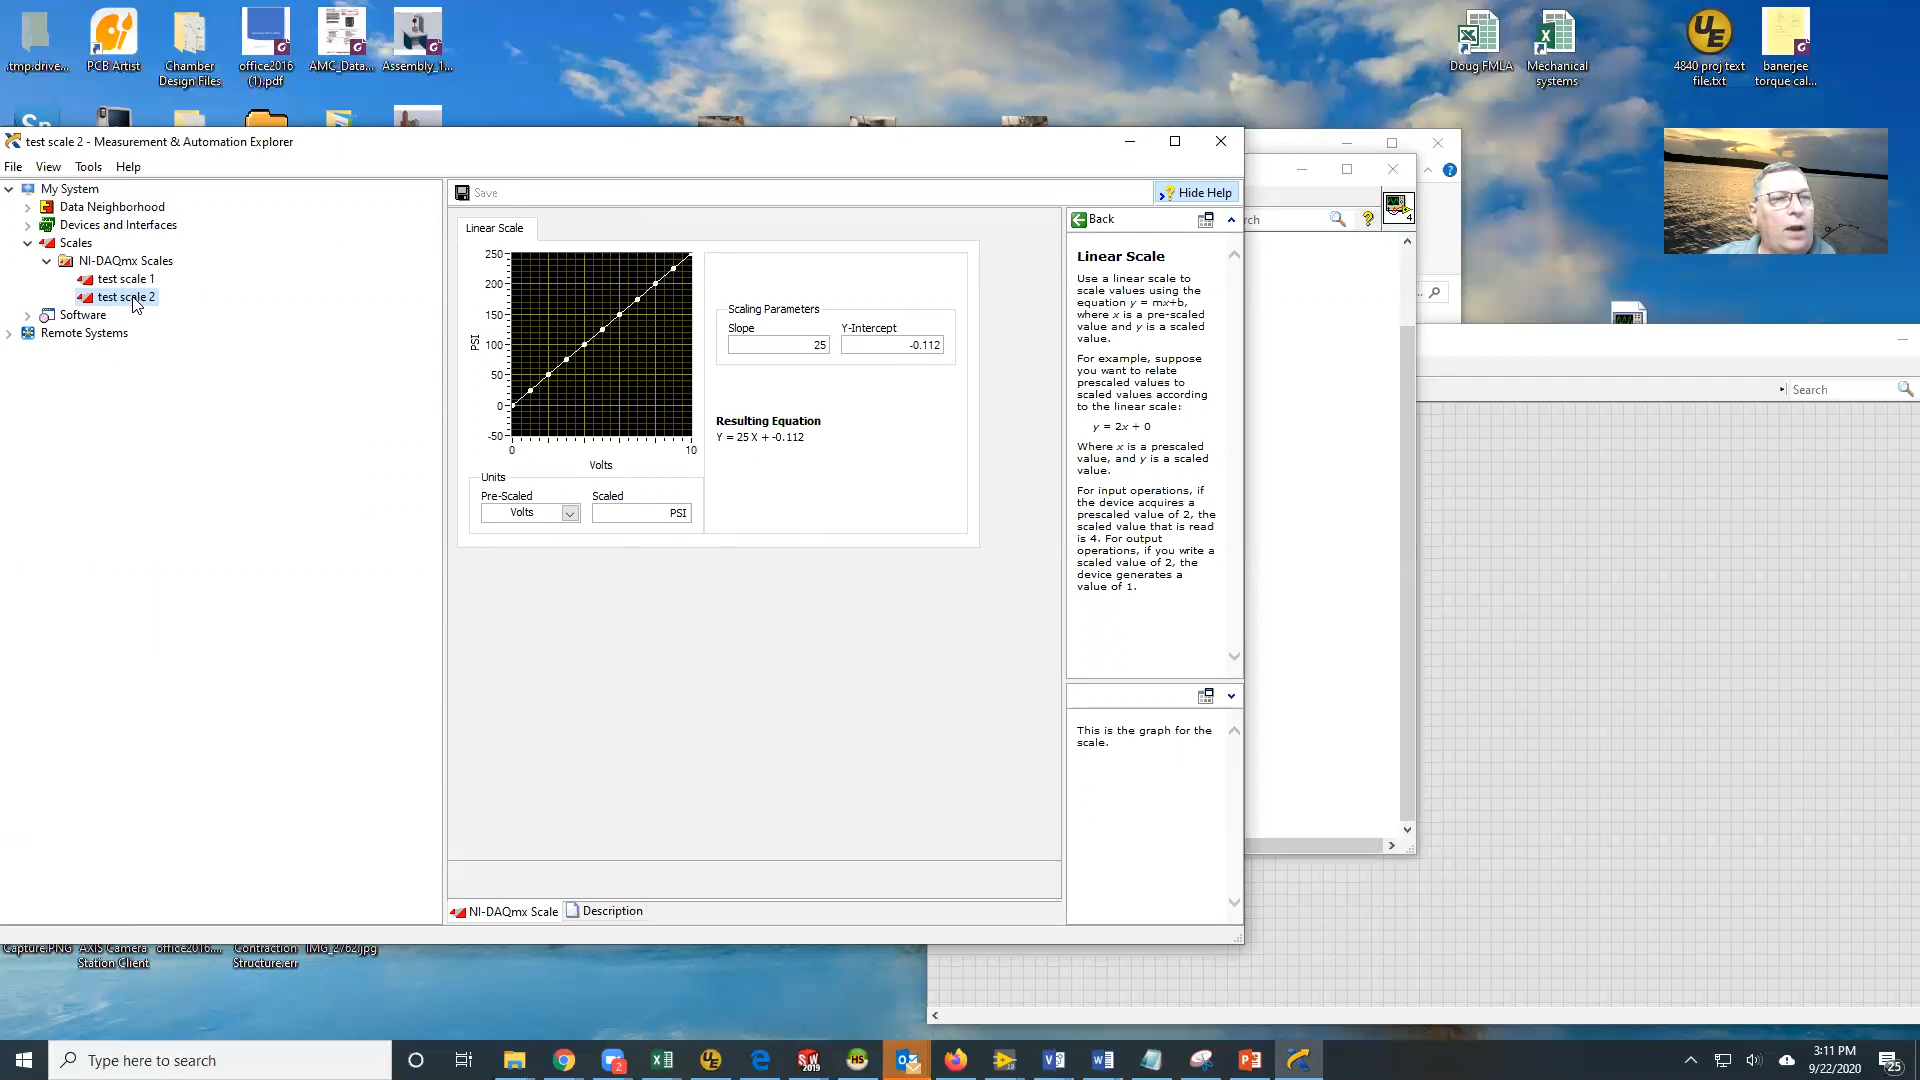 .tmp.drive...
PCB Artist
Chamber
Design Files
office2016
(1).pdf
AMC_Data...
Assembly_1...
Doug FMLA
Mechanical
systems
4840 proj text
file.txt
banerjee
torque cal...
test scale 2 - Measurement & Automation Explorer
File
View
Tools
Help
My System
Data Neighborhood
Devices and Interfaces
Scales
NI-DAQmx Scales
test scale 1
test scale 2
Software
Remote Systems
Save
Hide Help
Linear Scale
250
200
150
100
50
0
-50
PSI
0
10
Volts
Units
Pre-Scaled
Volts
Scaled
PSI
Scaling Parameters
Slope
25
Y-Intercept
-0.112
Resulting Equation
Y = 25 X + -0.112
Back
Linear Scale
Use a linear scale to
scale values using the
equation y = mx+b,
where x is a pre-scaled
value and y is a scaled
value.
For example, suppose
you want to relate
prescaled values to
scaled values according
to the linear scale:
y = 2x + 0
Where x is a prescaled
value, and y is a scaled
value.
For input operations, if
the device acquires a
prescaled value of 2, the
scaled value that is read
is 4. For output
operations, if you write a
scaled value of 2, the
device generates a
value of 1.
This is the graph for the
scale.
NI-DAQmx Scale
Description
rch
4
Search
Capture.PNG
AXIS Camera
Station Client
office2016....
Contraction
Structure.err
IMG_2762.jpg
Type here to search
2
2019
HS
3:11 PM
9/22/2020
25